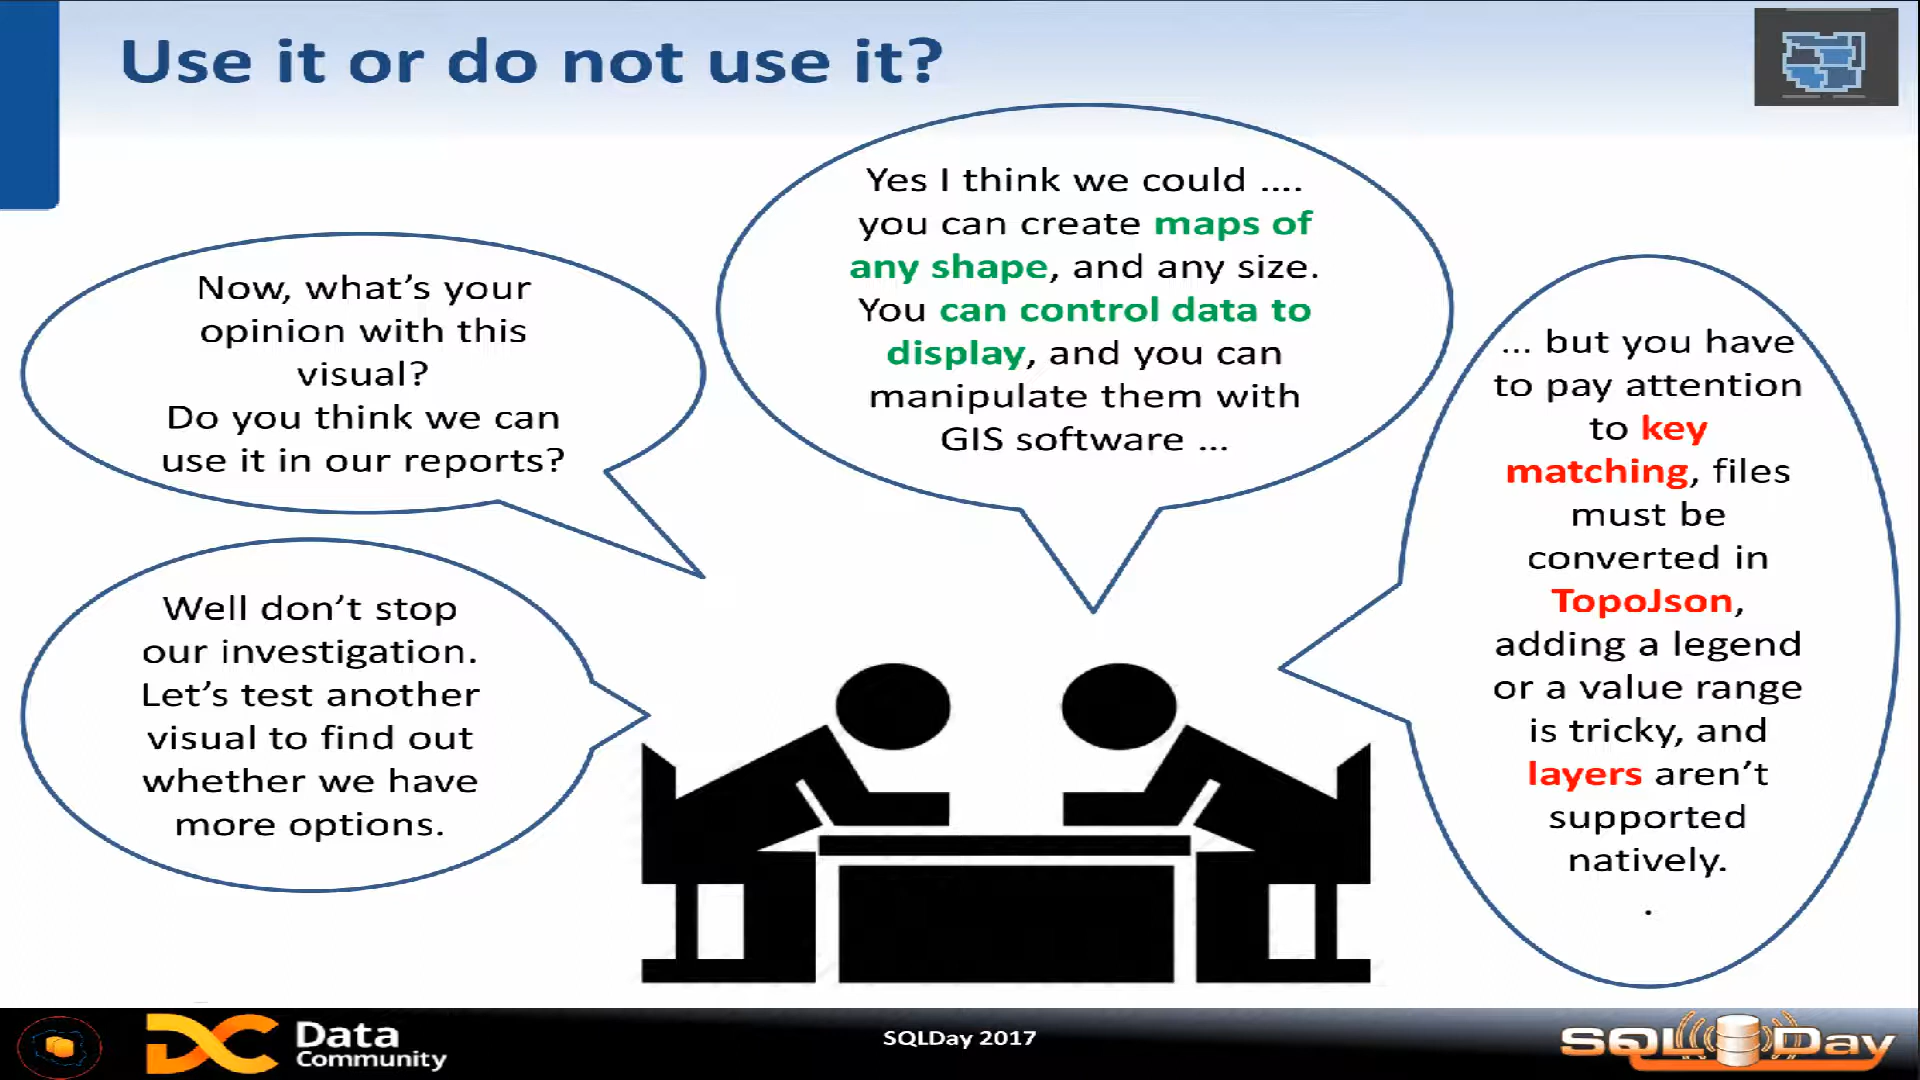 Use it or do not use it?
Now, what's your
opinion with this
visual?
Do you think we can
use it in our reports?
Yes I think we could ....
you can create maps of
any shape, and any size.
You can control data to
display, and you can
manipulate them with
GIS software ...
... but you have
to pay attention
to key
matching, files
must be
converted in
TopoJson,
adding a legend
or a value range
is tricky, and
layers aren't
supported
natively.
.
Well don't stop
our investigation.
Let's test another
visual to find out
whether we have
more options.
DC Data
Community
SQLDay 2017
SQL Day